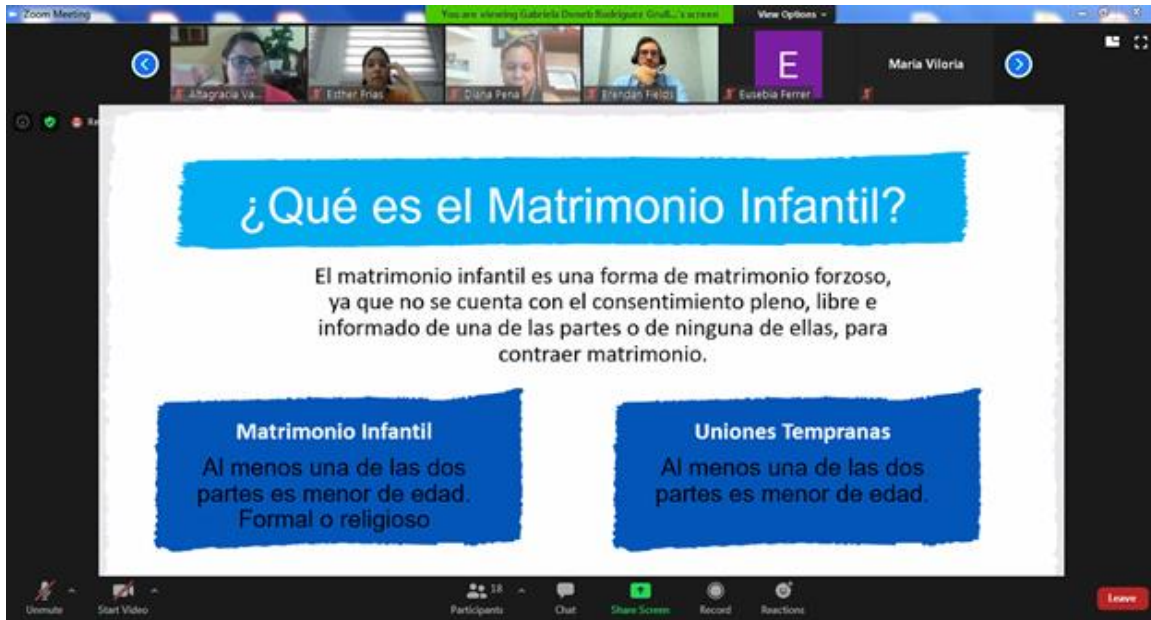 Zoom Meeting
You are viewing Gabriela Deneb Rodriguez Grull...'s screen
View Options
Altagracia Va...
Esther Frias
Diana Pena
Brendan Fields
E
Eusebia Ferrer
Maria Viloria
¿Qué es el Matrimonio Infantil?
El matrimonio infantil es una forma de matrimonio forzoso,
ya que no se cuenta con el consentimiento pleno, libre e
informado de una de las partes o de ninguna de ellas, para
contraer matrimonio.
Matrimonio Infantil
Al menos una de las dos
partes es menor de edad.
Formal o religioso
Uniones Tempranas
Al menos una de las dos
partes es menor de edad.
Unmute
Start Video
18
Participants
Chat
Share Screen
Record
Reactions
Leave